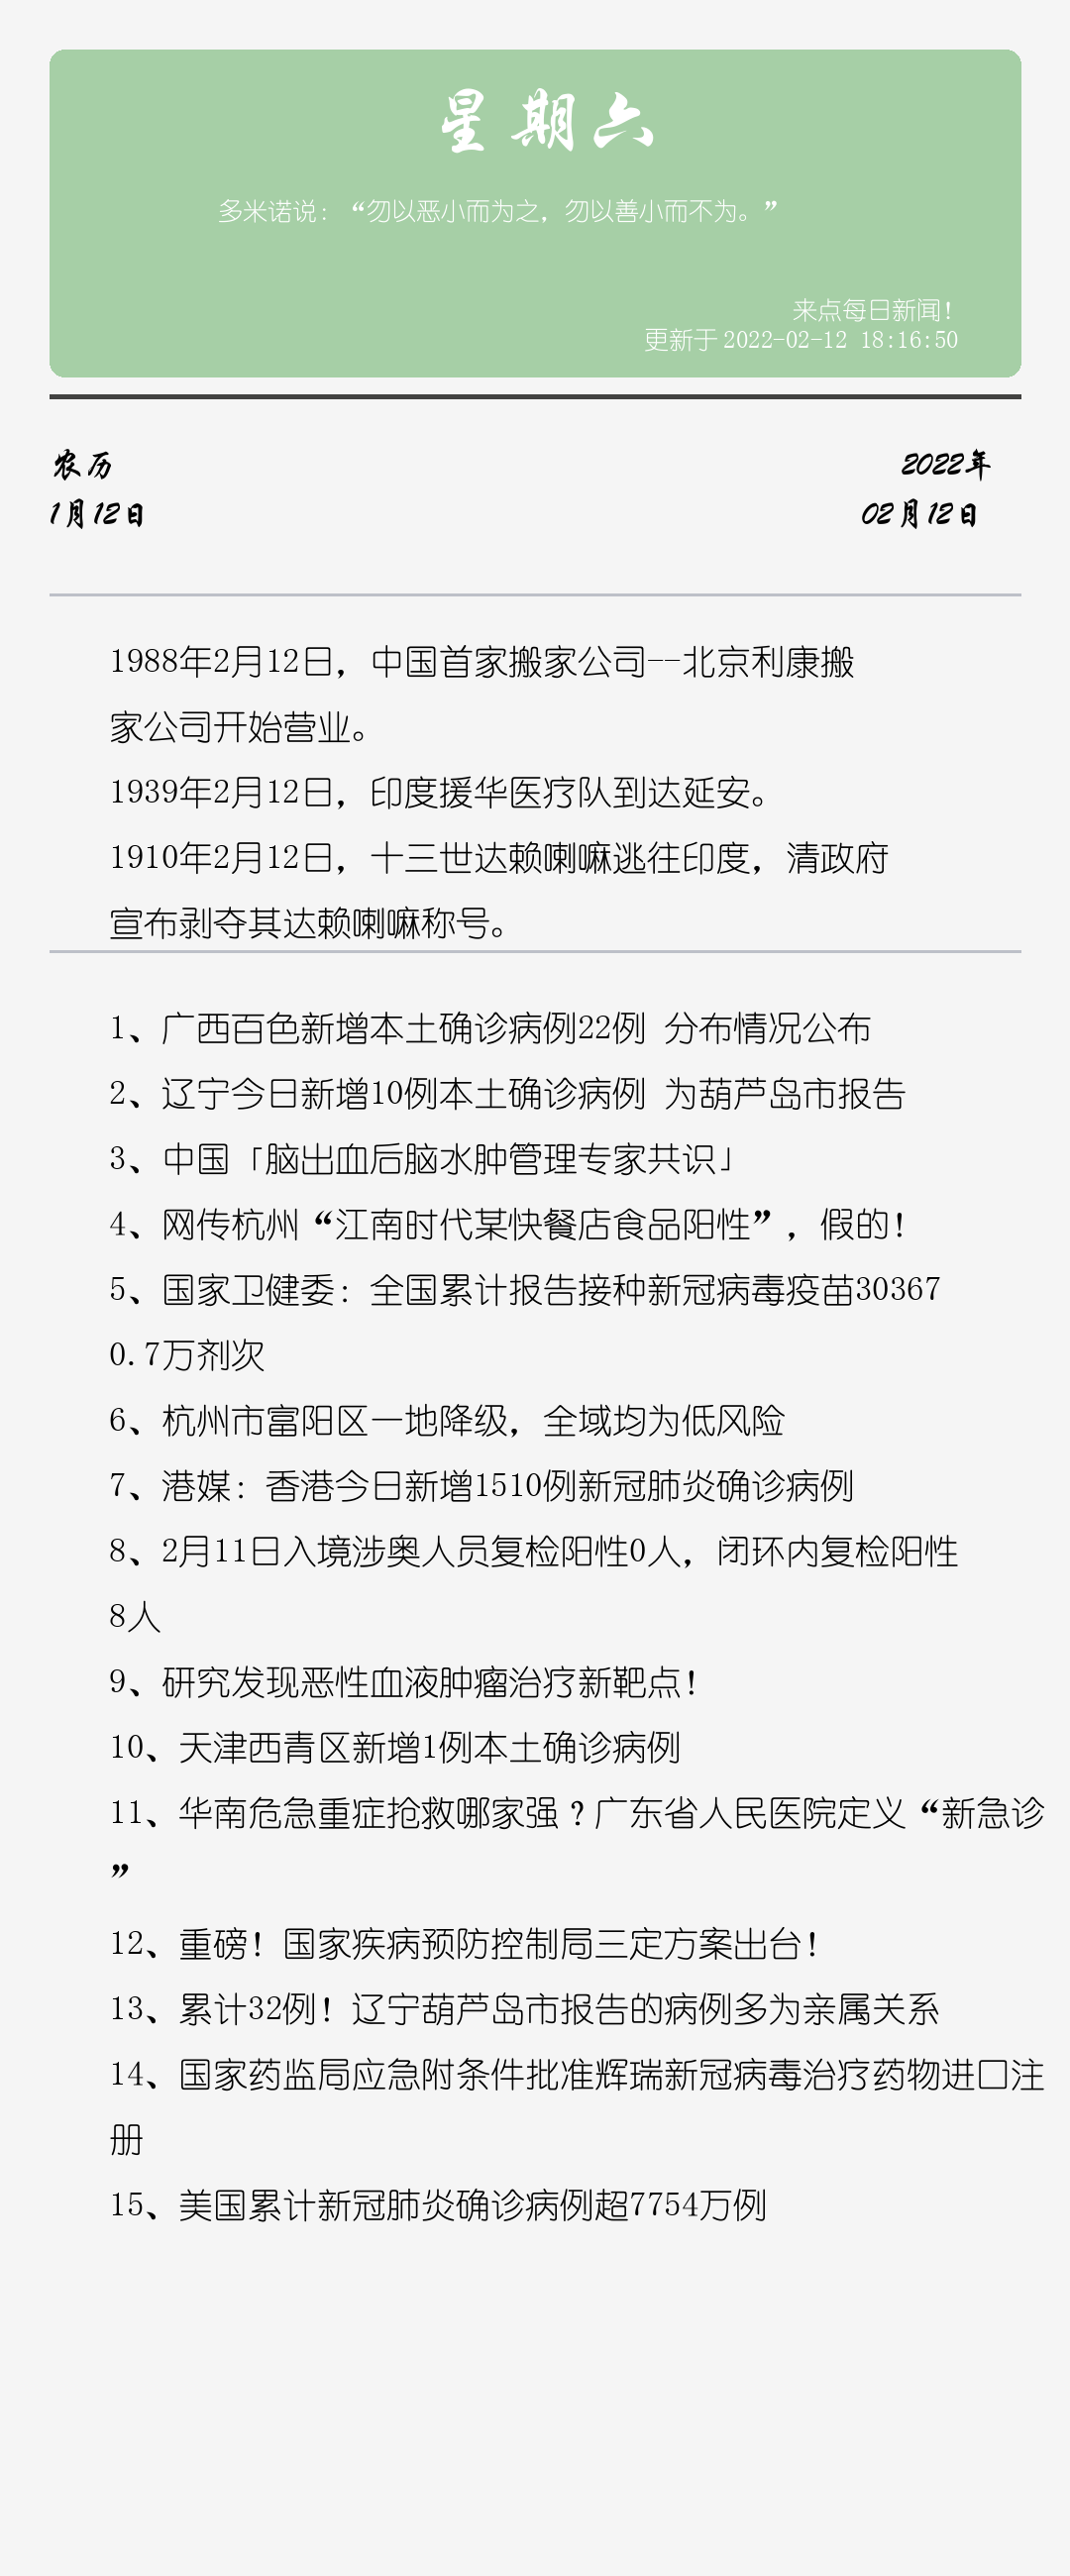 星期六
多米诺说：“勿以恶小而为之，勿以善小而不为。”
来点每日新闻！
更新于 2022-02-12 18:16:50
农历
1月12日
2022年
02月12日
1988年2月12日，中国首家搬家公司--北京利康搬
家公司开始营业。
1939年2月12日，印度援华医疗队到达延安。
1910年2月12日，十三世达赖喇嘛逃往印度，清政府
宣布剥夺其达赖喇嘛称号。
1、广西百色新增本土确诊病例22例 分布情况公布
2、辽宁今日新增10例本土确诊病例 为葫芦岛市报告
3、中国「脑出血后脑水肿管理专家共识」
4、网传杭州“江南时代某快餐店食品阳性”，假的！
5、国家卫健委：全国累计报告接种新冠病毒疫苗30367
0.7万剂次
6、杭州市富阳区一地降级，全域均为低风险
7、港媒：香港今日新增1510例新冠肺炎确诊病例
8、2月11日入境涉奥人员复检阳性0人，闭环内复检阳性
8人
9、研究发现恶性血液肿瘤治疗新靶点！
10、天津西青区新增1例本土确诊病例
11、华南危急重症抢救哪家强？广东省人民医院定义“新急诊
”
12、重磅！国家疾病预防控制局三定方案出台！
13、累计32例！辽宁葫芦岛市报告的病例多为亲属关系
14、国家药监局应急附条件批准辉瑞新冠病毒治疗药物进口注
册
15、美国累计新冠肺炎确诊病例超7754万例